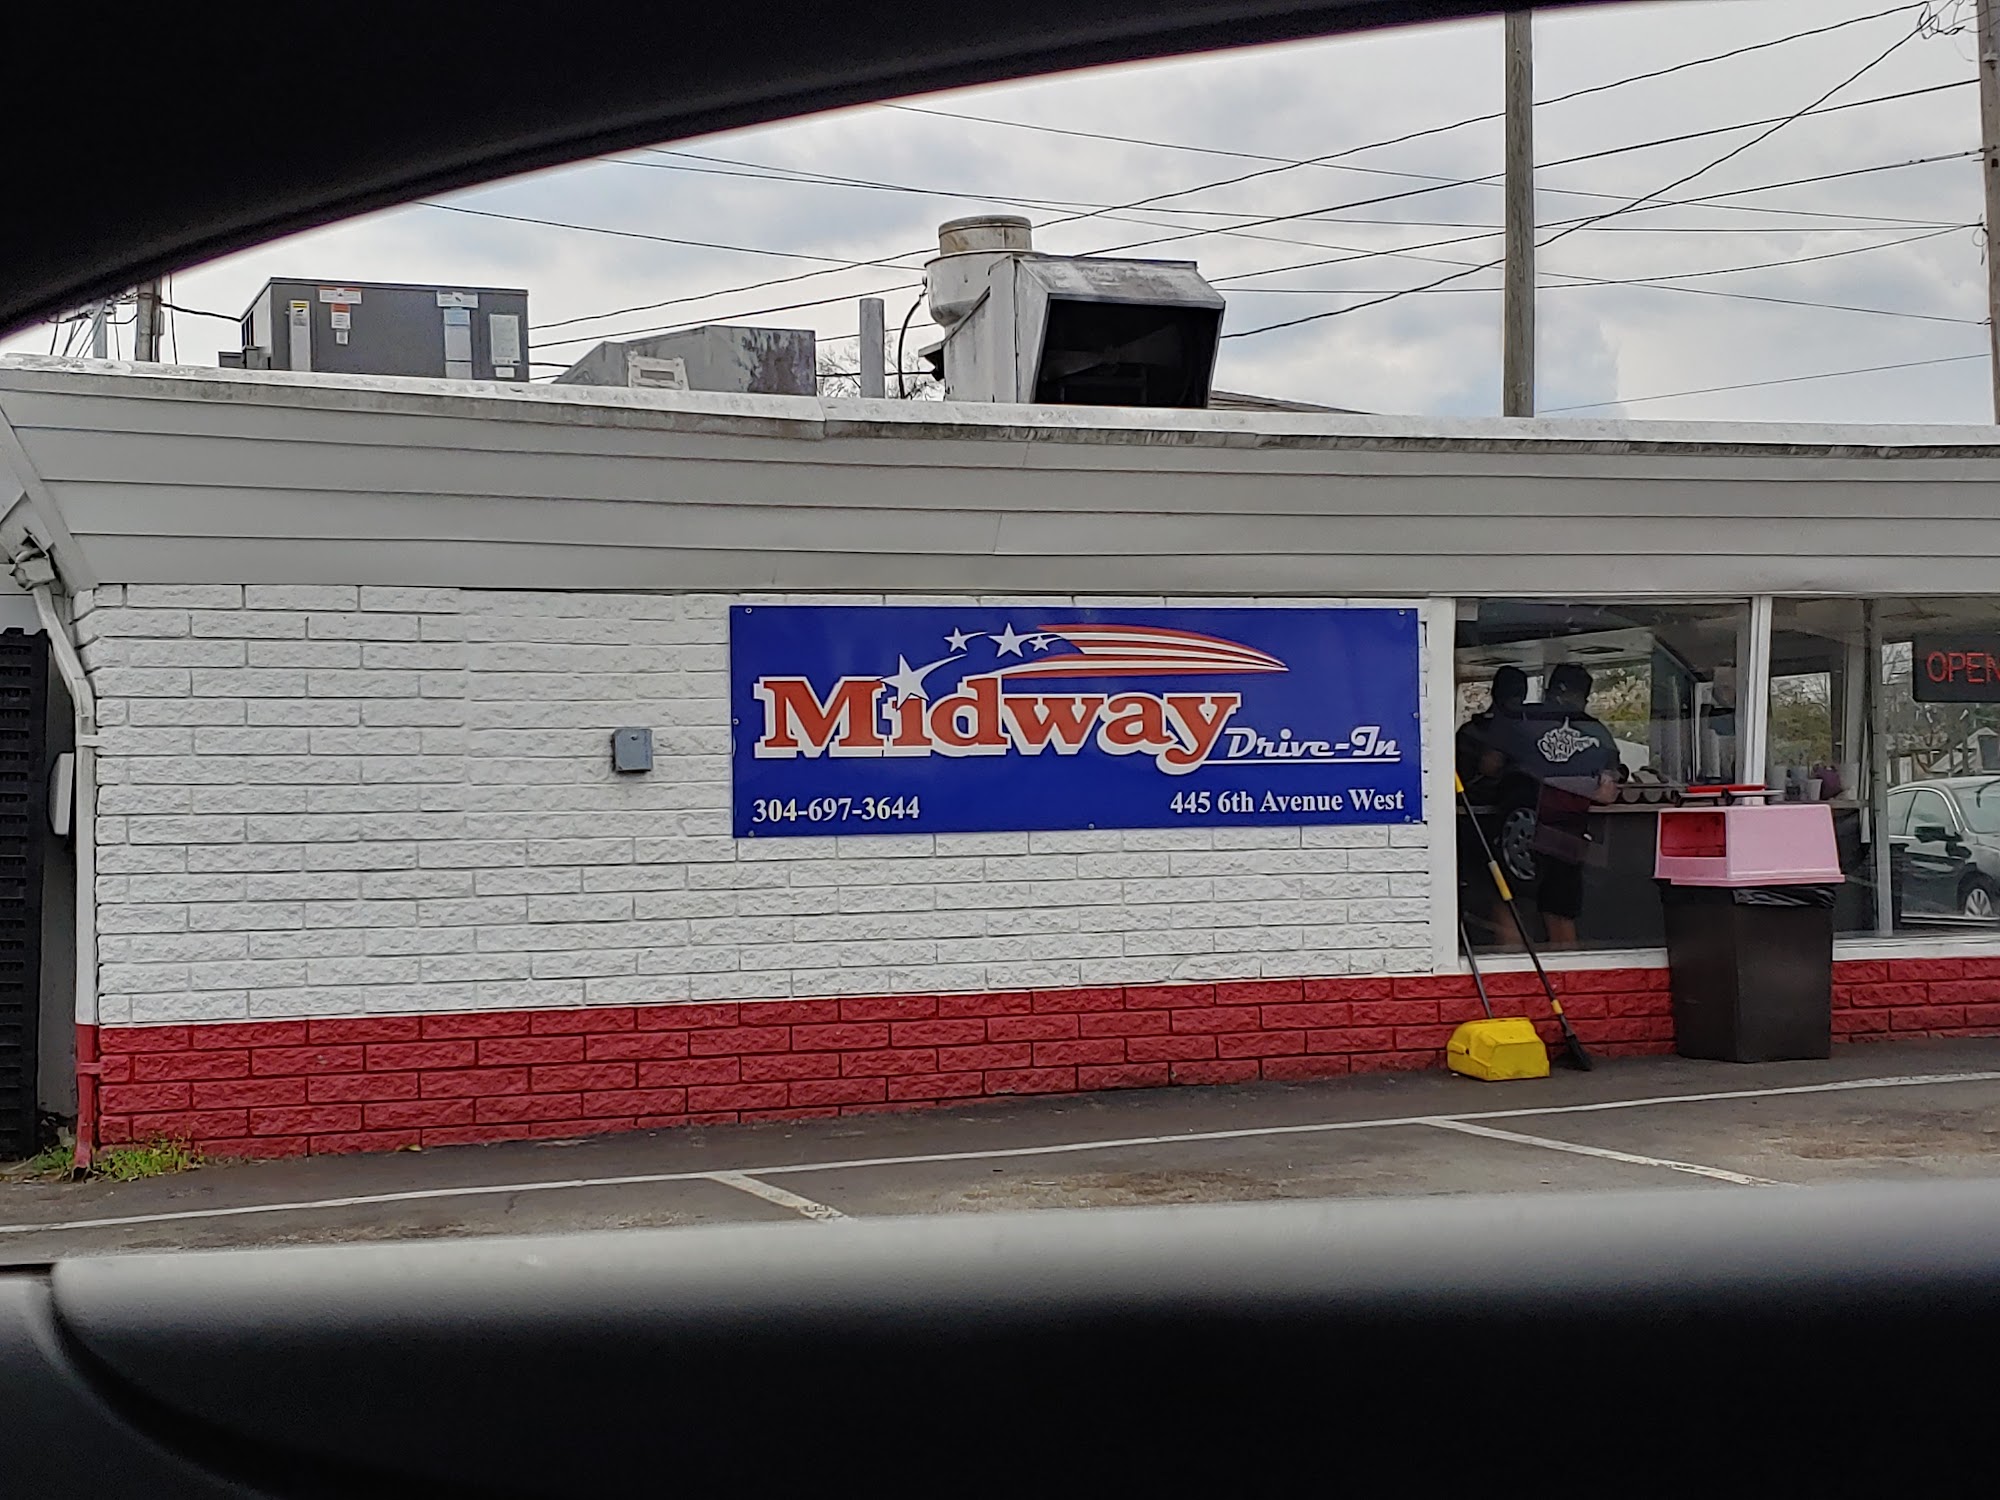 Midway
Drive-In
304-697-3644
445 6th Avenue West
OPEN